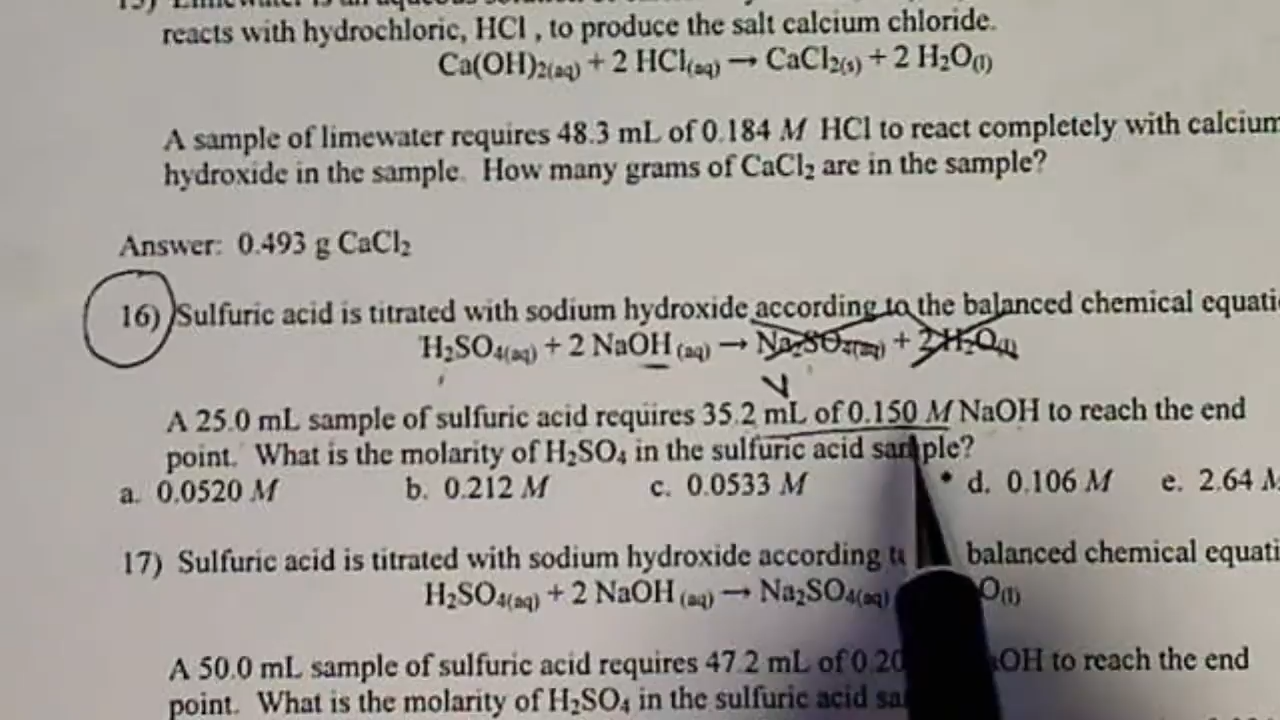 reacts with hydrochloric, HCl , to produce the salt calcium chloride.
Ca(OH)₂(aq) + 2 HCl(aq) → CaCl₂(s) + 2 H₂O(l)
A sample of limewater requires 48.3 mL of 0.184 M HCl to react completely with calcium
hydroxide in the sample. How many grams of CaCl₂ are in the sample?
Answer: 0.493 g CaCl₂
16) Sulfuric acid is titrated with sodium hydroxide according to the balanced chemical
H₂SO₄(aq) + 2 NaOH (aq) → Na₂SO₄(aq) + 2 H₂O(l)
V
A 25.0 mL sample of sulfuric acid requires 35.2 mL of 0.150 M NaOH to reach the end
point. What is the molarity of H₂SO₄ in the sulfuric acid sample?
a. 0.0520 M b. 0.212 M c. 0.0533 M • d. 0.106 M e. 2.64 M
17) Sulfuric acid is titrated with sodium hydroxide according balanced chemical
H₂SO₄(aq) + 2 NaOH (aq) → Na₂SO₄(aq) O(l)
A 50.0 mL sample of sulfuric acid requires 47.2 mL of 0.20 OH to reach the end
point. What is the molarity of H₂SO₄ in the sulfuric acid